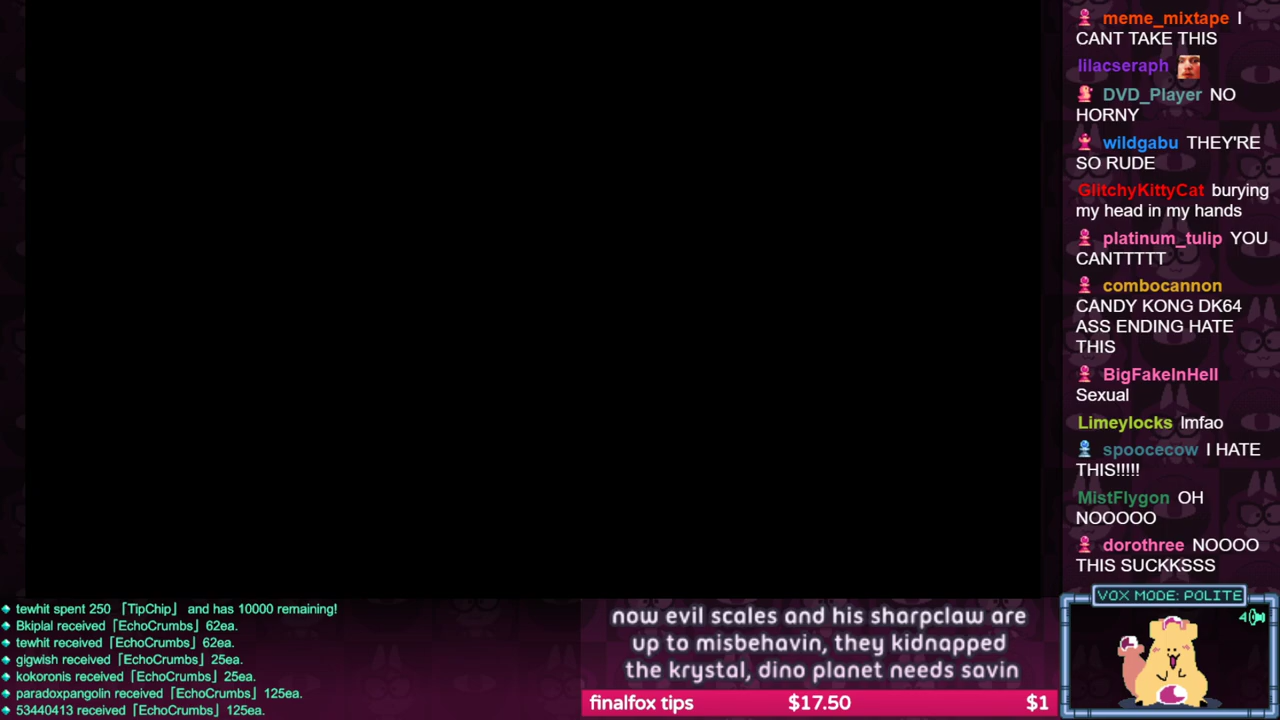 meme_mixtape I
CANT TAKE THIS
lilacseraph
DVD_Player NO
HORNY
wildgabu THEY'RE
SO RUDE
GlitchyKittyCat burying
my head in my hands
platinum_tulip YOU
CANTTTTT
combocannon
CANDY KONG DK64
ASS ENDING HATE
THIS
BigFakeInHell
Sexual
Limeylocks lmfao
spoocecow I HATE
THIS!!!!!
MistFlygon OH
NOOOOO
dorothree NOOOO
THIS SUCKKSSS
VOX MODE: POLITE
tewhit spent 250 「TipChip」 and has 10000 remaining!
Bkiplal received「EchoCrumbs」62ea.
tewhit received「EchoCrumbs」62ea.
gigwish received「EchoCrumbs」25ea.
kokoronis received「EchoCrumbs」25ea.
paradoxpangolin received「EchoCrumbs」125ea.
53440413 received「EchoCrumbs」125ea.
now evil scales and his sharpclaw are
up to misbehavin, they kidnapped
the krystal, dino planet needs savin
finalfox tips $17.50 $1